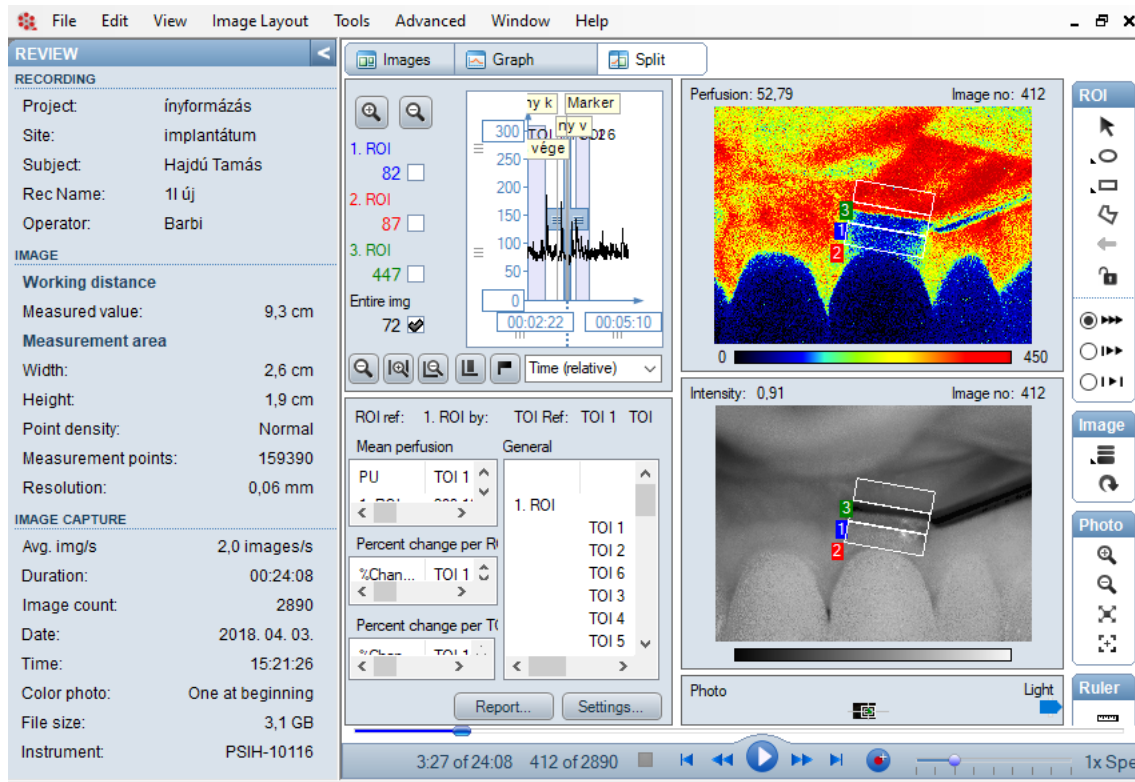 File Edit View Image Layout Tools Advanced Window Help
REVIEW <
RECORDING
Project: ínyformázás
Site: implantátum
Subject: Hajdú Tamás
Rec Name: 1l új
Operator: Barbi
IMAGE
Working distance
Measured value: 9,3 cm
Measurement area
Width: 2,6 cm
Height: 1,9 cm
Point density: Normal
Measurement points: 159390
Resolution: 0,06 mm
IMAGE CAPTURE
Avg. img/s 2,0 images/s
Duration: 00:24:08
Image count: 2890
Date: 2018. 04. 03.
Time: 15:21:26
Color photo: One at beginning
File size: 3,1 GB
Instrument: PSIH-10116
Images Graph Split
1. ROI
82
2. ROI
87
3. ROI
447
Entire img
72
ny k Marker
ny v
vége
300
250
200
150
100
50
0
00:02:22 00:05:10
Time (relative)
ROI ref: 1. ROI by: TOI Ref: TOI 1 TOI
Mean perfusion General
PU TOI 1
1. ROI
TOI 1
TOI 2
TOI 6
TOI 3
TOI 4
TOI 5
Percent change per R
%Chan... TOI 1
Percent change per T
%Chan... TOI 1
Report... Settings...
Perfusion: 52,79 Image no: 412
3
1
2
0 450
Intensity: 0,91 Image no: 412
3
1
2
Photo Light
ROI
Image
Photo
Ruler
3:27 of 24:08 412 of 2890 1x Spe